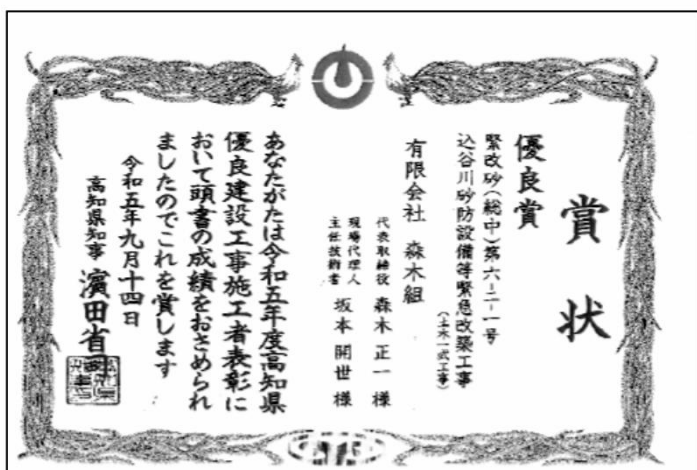 賞状
優良賞
緊改砂(総中)第六-二-一号
込谷川砂防設備等緊急改築工事
(土木一式工事)
有限会社 森木組
代表取締役 森木正一 様
現場代理人
主任技術者 坂本開世 様
あなたがたは令和五年度高知県
優良建設工事施工者表彰に
おいて頭書の成績をおさめられ
ましたのでこれを賞します
令和五年九月十四日
高知県知事 濵田省司